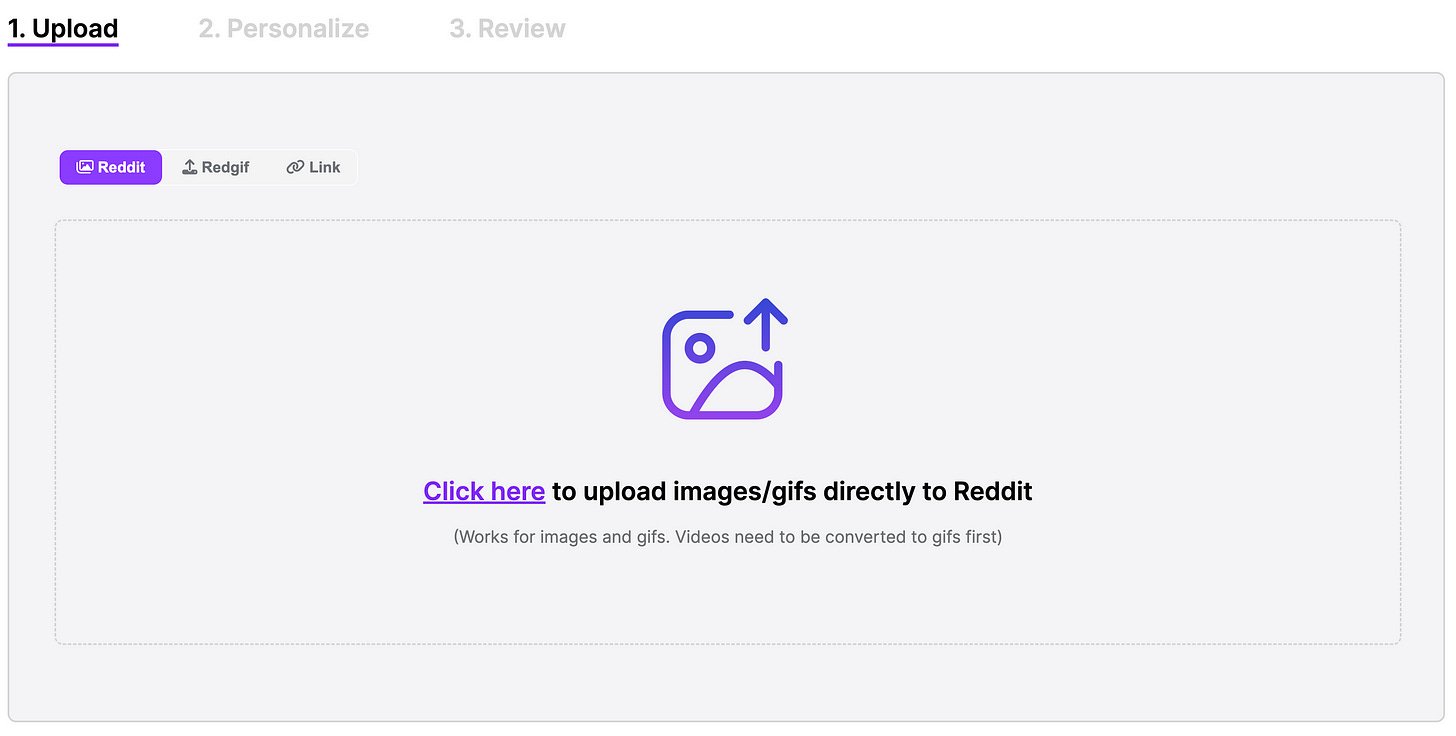 1. Upload 2. Personalize 3. Review
Reddit Redgif Link
Click here to upload images/gifs directly to Reddit
(Works for images and gifs. Videos need to be converted to gifs first)